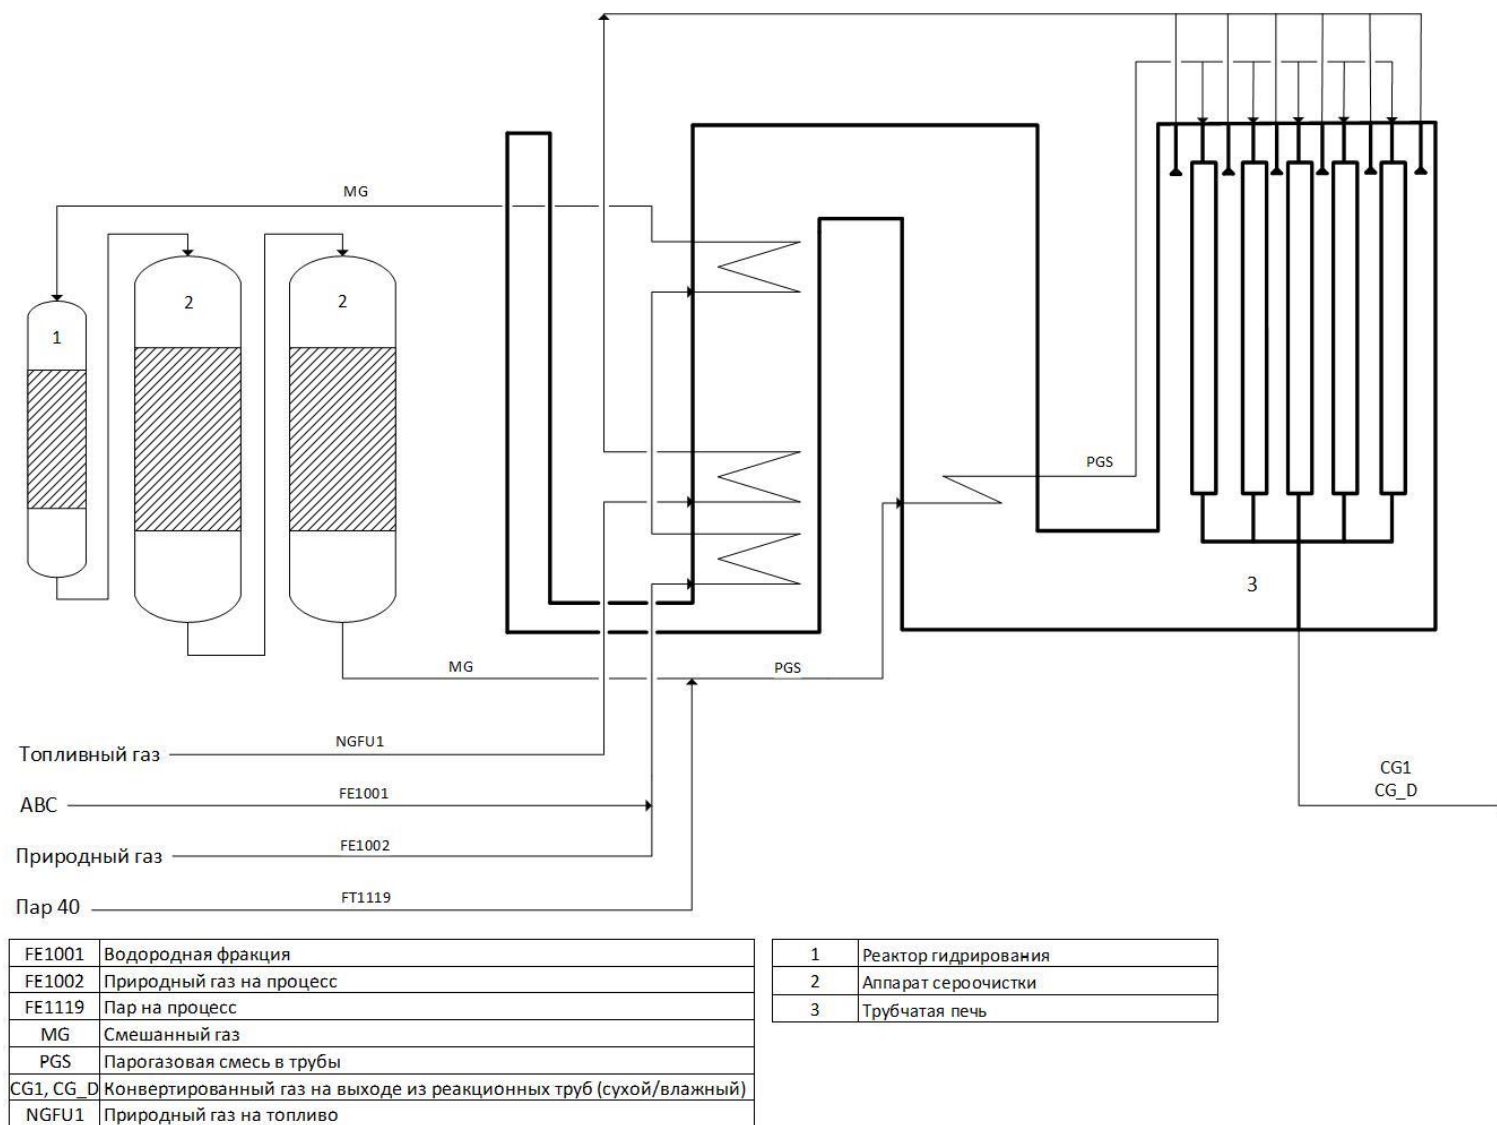 MG
2
2
1
PGS
3
MG
PGS
Топливный газ
NGFU1
CG1
CG_D
АВС
FE1001
Природный газ
FE1002
Пар 40
FT1119
FE1001 Водородная фракция
FE1002 Природный газ на процесс
FE1119 Пар на процесс
MG Смешанный газ
PGS Парогазовая смесь в трубы
CG1, CG_D Конвертированный газ на выходе из реакционных труб (сухой/влажный)
NGFU1 Природный газ на топливо
1 Реактор гидрирования
2 Аппарат сероочистки
3 Трубчатая печь